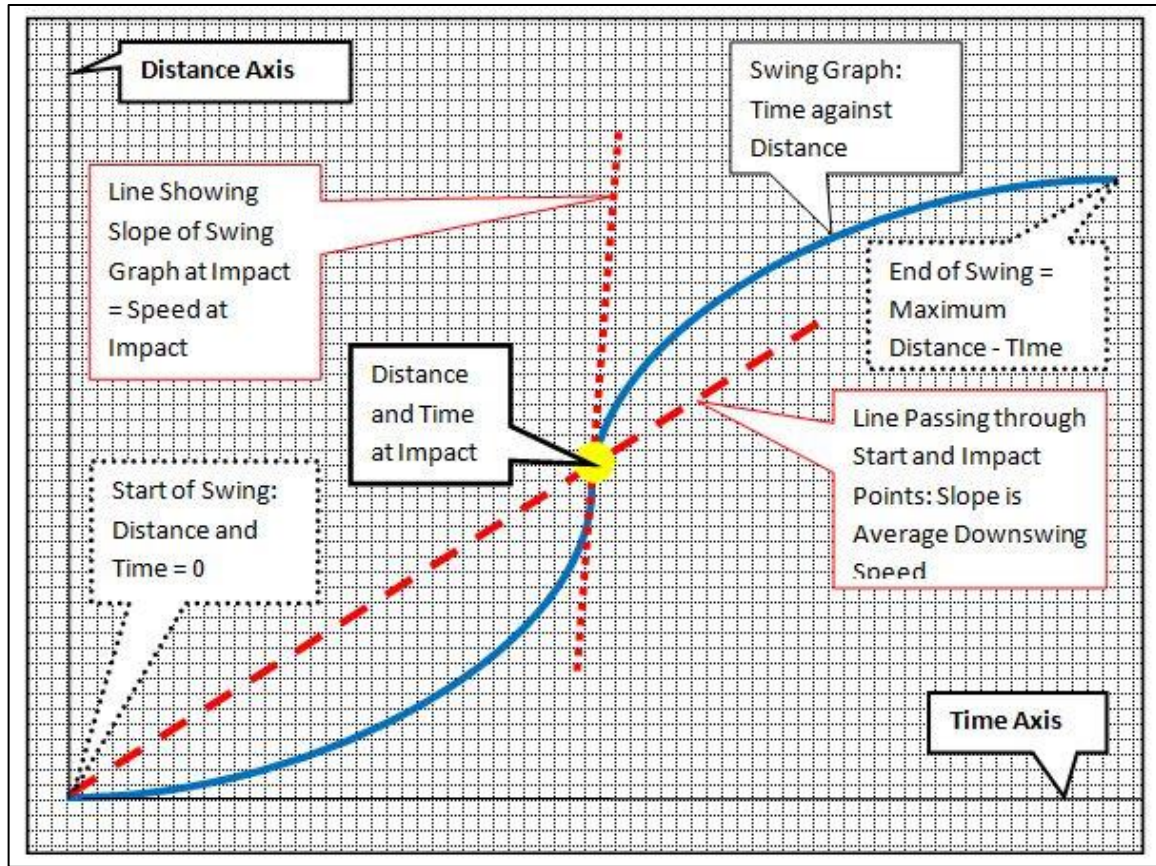 Distance Axis
Swing Graph:
Time against
Distance
Line Showing
Slope of Swing
Graph at Impact
= Speed at
Impact
End of Swing =
Maximum
Distance - TIme
Distance
and Time
at Impact
Line Passing through
Start and Impact
Points: Slope is
Average Downswing
Speed
Start of Swing:
Distance and
Time = 0
Time Axis